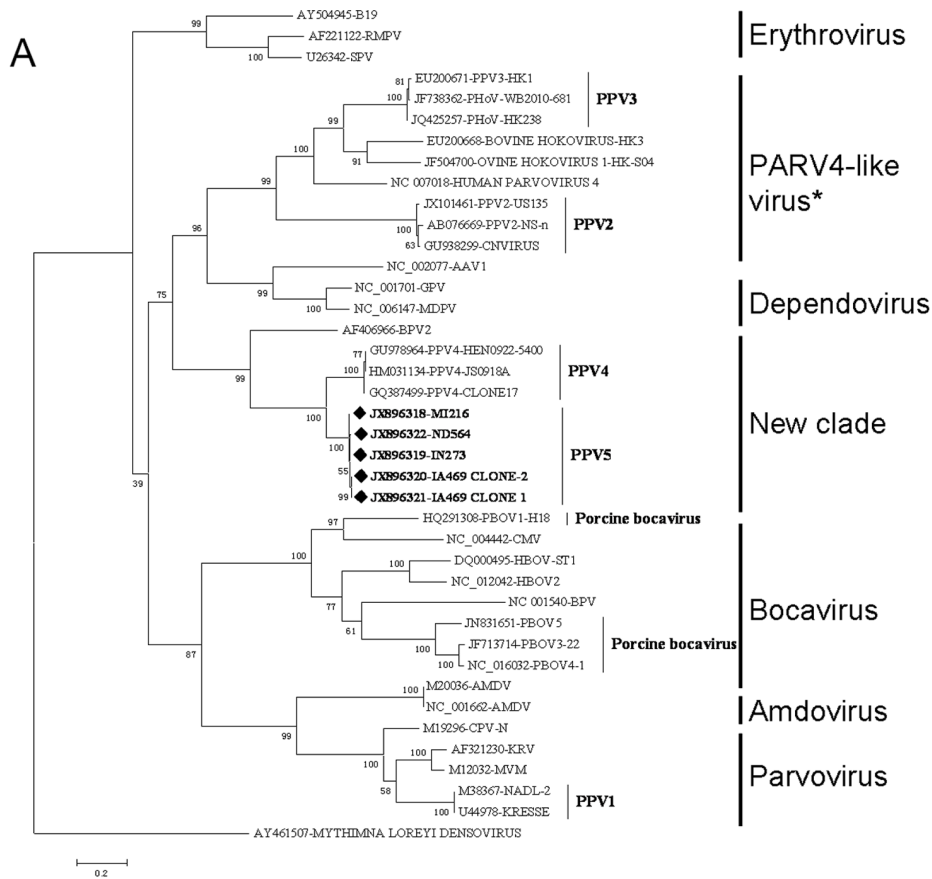 A
99
AY504945-B19
AF221122-RMPV
100
U26342-SPV
Erythrovirus
81
EU200671-PPV3-HK1
100
JF738362-PHoV-WB2010-681
PPV3
JQ425257-PHoV-HK238
99
EU200668-BOVINE HOKOVIRUS-HK3
91
JF504700-OVINE HOKOVIRUS 1-HK-S04
100
NC 007018-HUMAN PARVOVIRUS 4
99
JX101461-PPV2-US135
100
AB076669-PPV2-NS-n
PPV2
63
GU938299-CNVIRUS
PARV4-like
virus*
96
NC_002077-AAV1
99
NC_001701-GPV
100
NC_006147-MDPV
Dependovirus
75
AF406966-BPV2
99
77
GU978964-PPV4-HEN0922-5400
100
HM031134-PPV4-JS0918A
PPV4
GQ387499-PPV4-CLONE17
100
JX896318-MI216
JX896322-ND564
100
JX896319-IN273
PPV5
55
JX896320-IA469 CLONE-2
99
JX896321-IA469 CLONE 1
New clade
39
97
HQ291308-PBOV1-H18
Porcine bocavirus
NC_004442-CMV
100
100
DQ000495-HBOV-ST1
NC_012042-HBOV2
77
NC 001540-BPV
61
JN831651-PBOV5
100
JF713714-PBOV3-22
Porcine bocavirus
100
NC_016032-PBOV4-1
Bocavirus
87
100
M20036-AMDV
NC_001662-AMDV
Amdovirus
99
M19296-CPV-N
100
100
AF321230-KRV
M12032-MVM
58
M38367-NADL-2
100
U44978-KRESSE
PPV1
Parvovirus
AY461507-MYTHIMNA LOREYI DENSOVIRUS
0.2